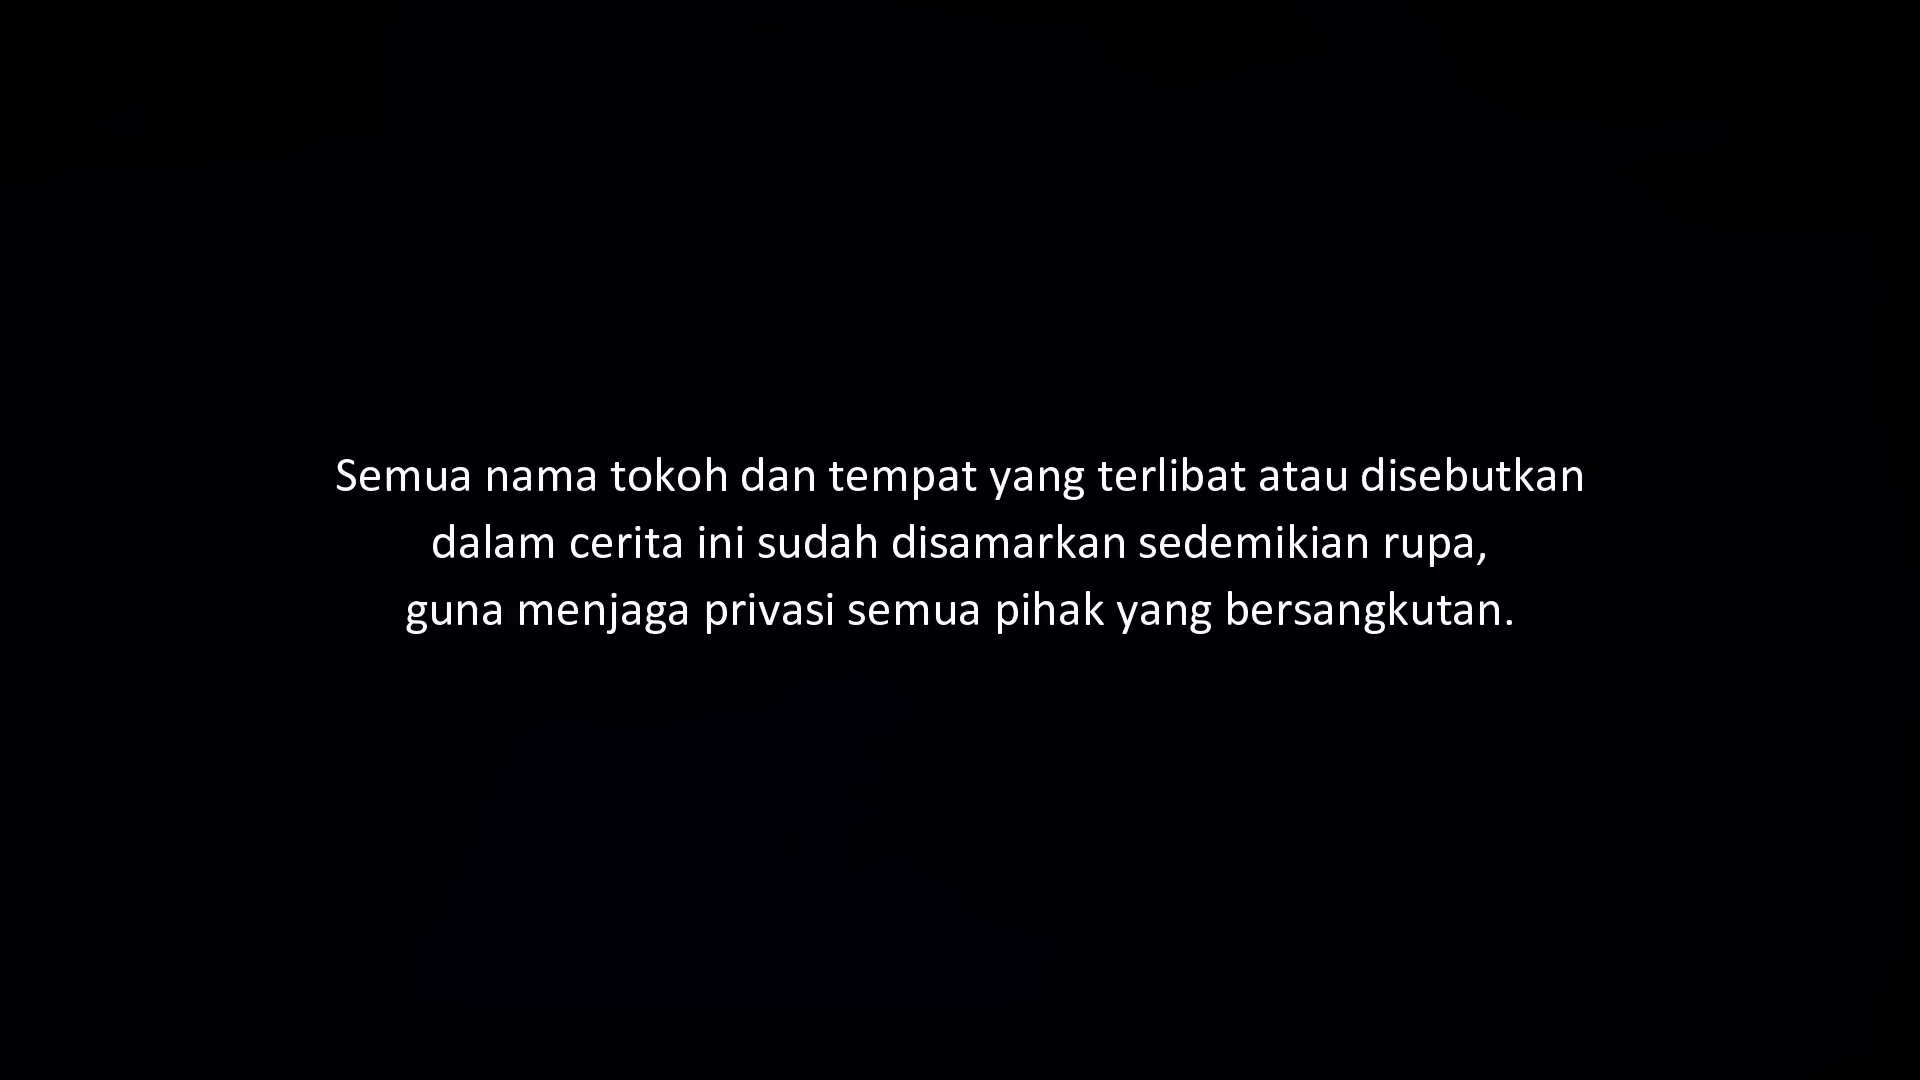 Semua nama tokoh dan tempat yang terlibat atau disebutkan
dalam cerita ini sudah disamarkan sedemikian rupa,
guna menjaga privasi semua pihak yang bersangkutan.